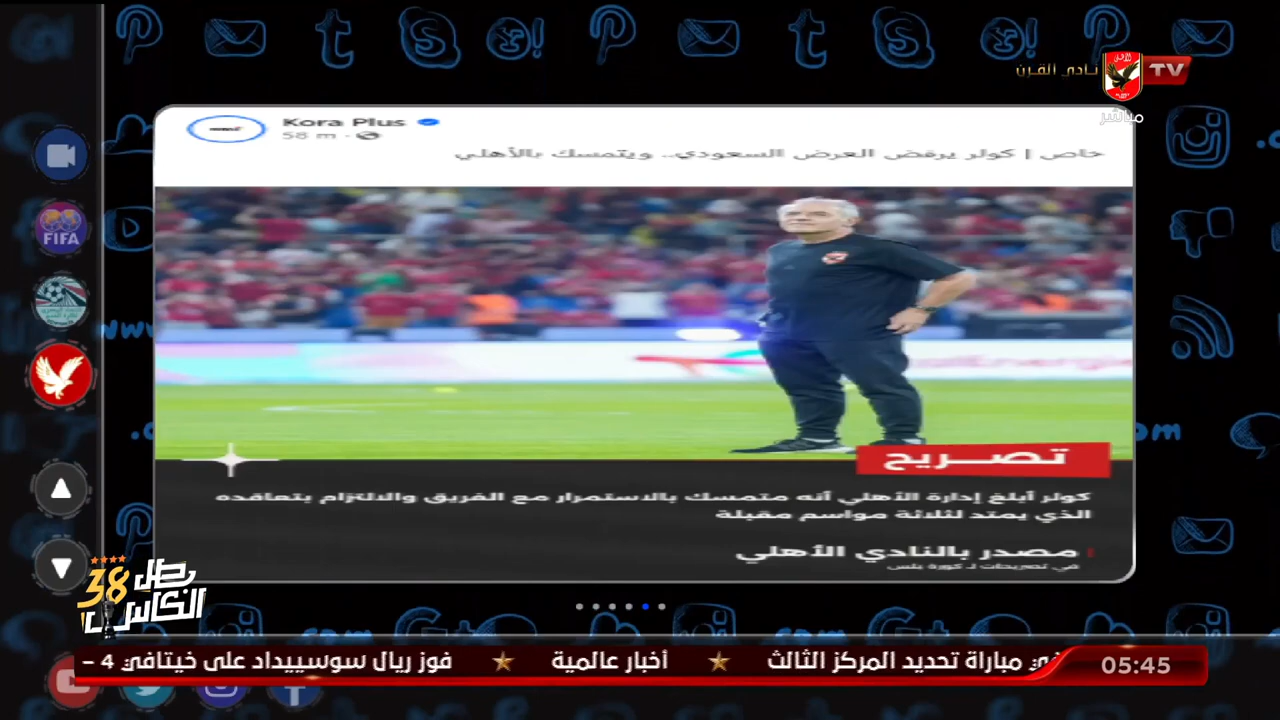 نادي القرن
TV
مباشر
Kora Plus
58 m
خاص | كولر يرفض العرض السعودي.. ويتمسك بالأهلي
FIFA
تصريح
كولر أبلغ إدارة الأهلي أنه متمسك بالاستمرار مع الفريق والالتزام بتعاقده
الذي يمتد لثلاثة مواسم مقبلة
مصدر بالنادي الأهلي
في تصريحات لـ كورة بلس
بطل الكاس 38
في مباراة تحديد المركز الثالث ★ أخبار عالمية ★ فوز ريال سوسييداد على خيتافي 4 –
05:45